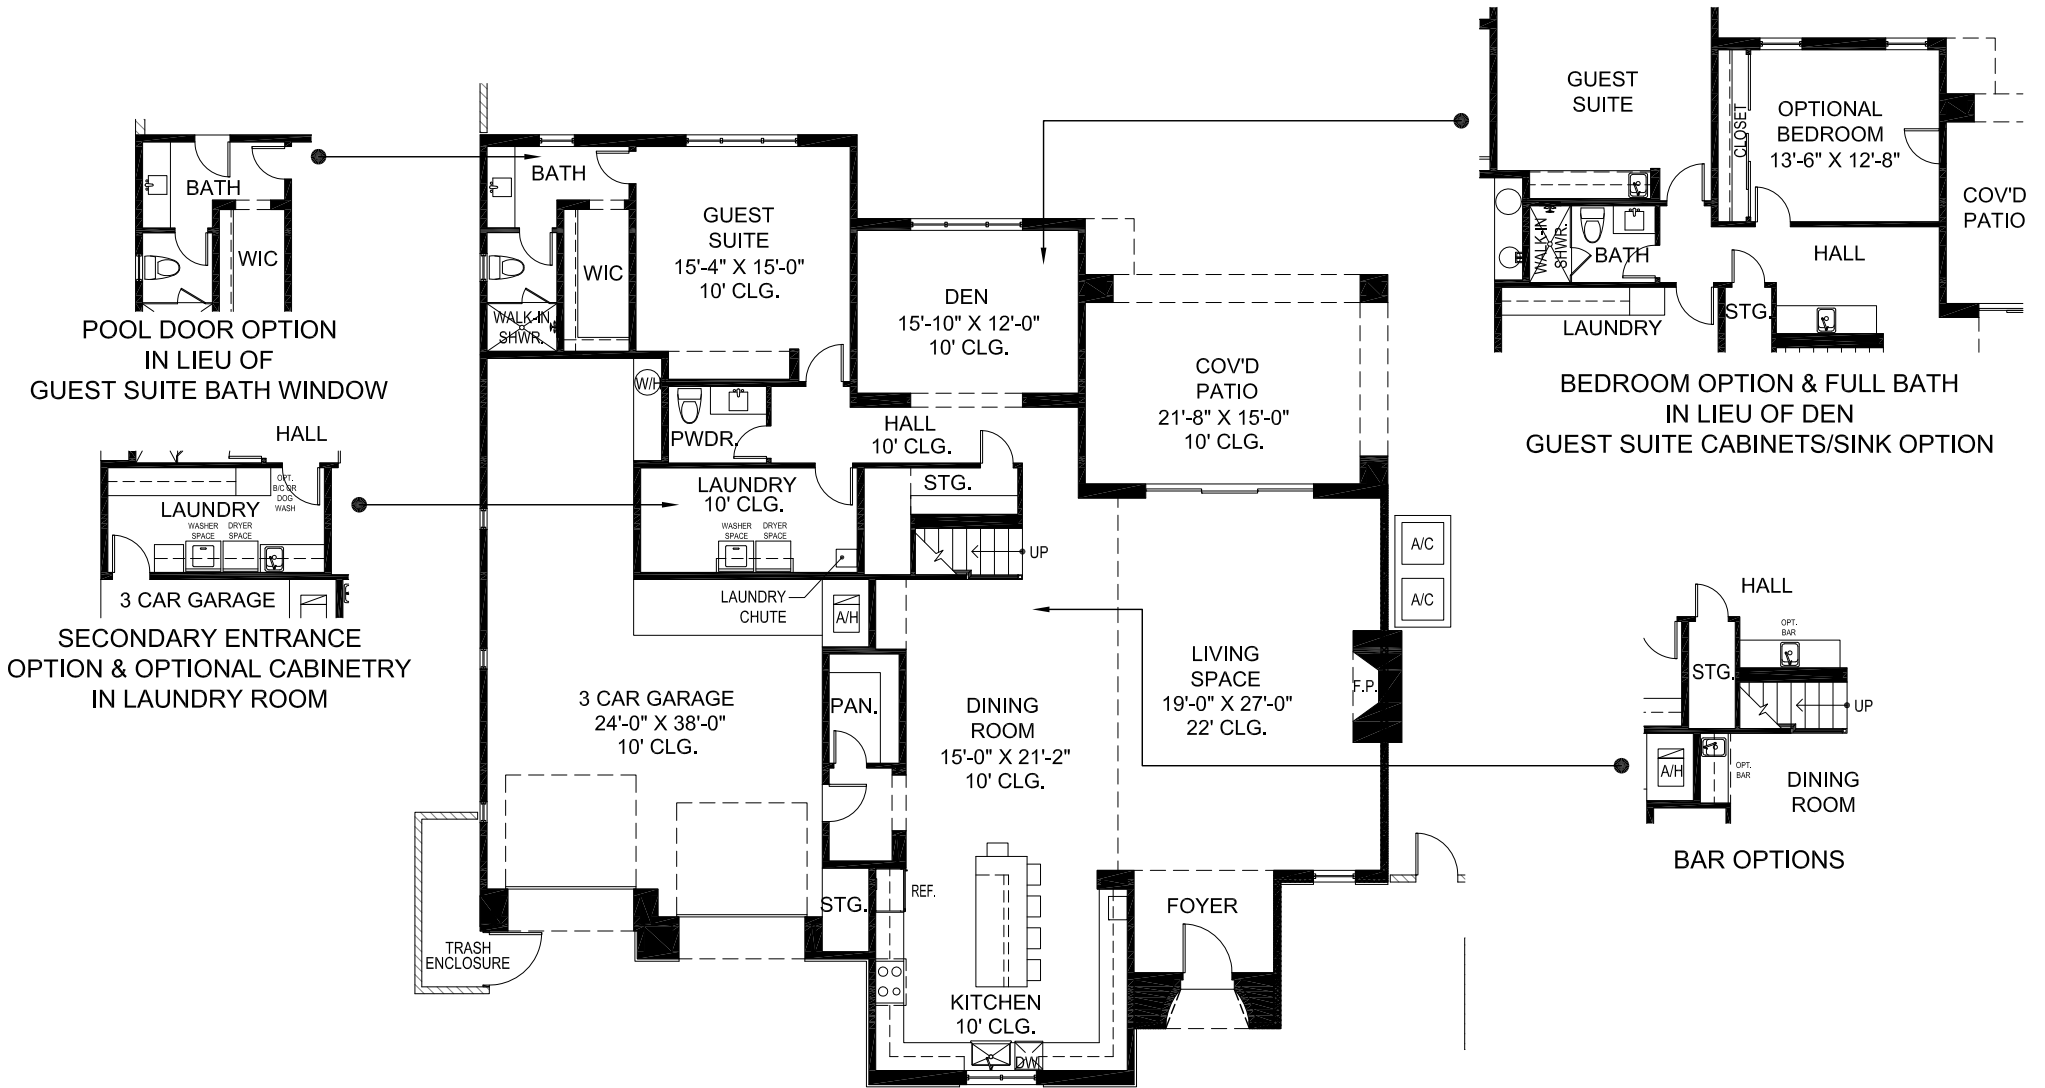 BATH
WIC
POOL DOOR OPTION
IN LIEU OF
GUEST SUITE BATH WINDOW
HALL
OPT.
B/C OR
DOG
WASH
LAUNDRY
WASHER
SPACE
DRYER
SPACE
3 CAR GARAGE
SECONDARY ENTRANCE
OPTION & OPTIONAL CABINETRY
IN LAUNDRY ROOM
BATH
WIC
WALK-IN
SHWR.
GUEST
SUITE
15'-4" X 15'-0"
10' CLG.
DEN
15'-10" X 12'-0"
10' CLG.
COV'D
PATIO
21'-8" X 15'-0"
10' CLG.
W/H
PWDR.
HALL
10' CLG.
LAUNDRY
10' CLG.
WASHER
SPACE
DRYER
SPACE
STG.
UP
LAUNDRY
CHUTE
A/H
A/C
A/C
3 CAR GARAGE
24'-0" X 38'-0"
10' CLG.
PAN.
DINING
ROOM
15'-0" X 21'-2"
10' CLG.
LIVING
SPACE
19'-0" X 27'-0"
22' CLG.
F.P.
STG.
REF.
FOYER
TRASH
ENCLOSURE
KITCHEN
10' CLG.
DW
GUEST
SUITE
CLOSET
OPTIONAL
BEDROOM
13'-6" X 12'-8"
COV'D
PATIO
WALK-IN
SHWR.
BATH
HALL
LAUNDRY
STG.
BEDROOM OPTION & FULL BATH
IN LIEU OF DEN
GUEST SUITE CABINETS/SINK OPTION
HALL
OPT.
BAR
STG.
UP
A/H
OPT.
BAR
DINING
ROOM
BAR OPTIONS